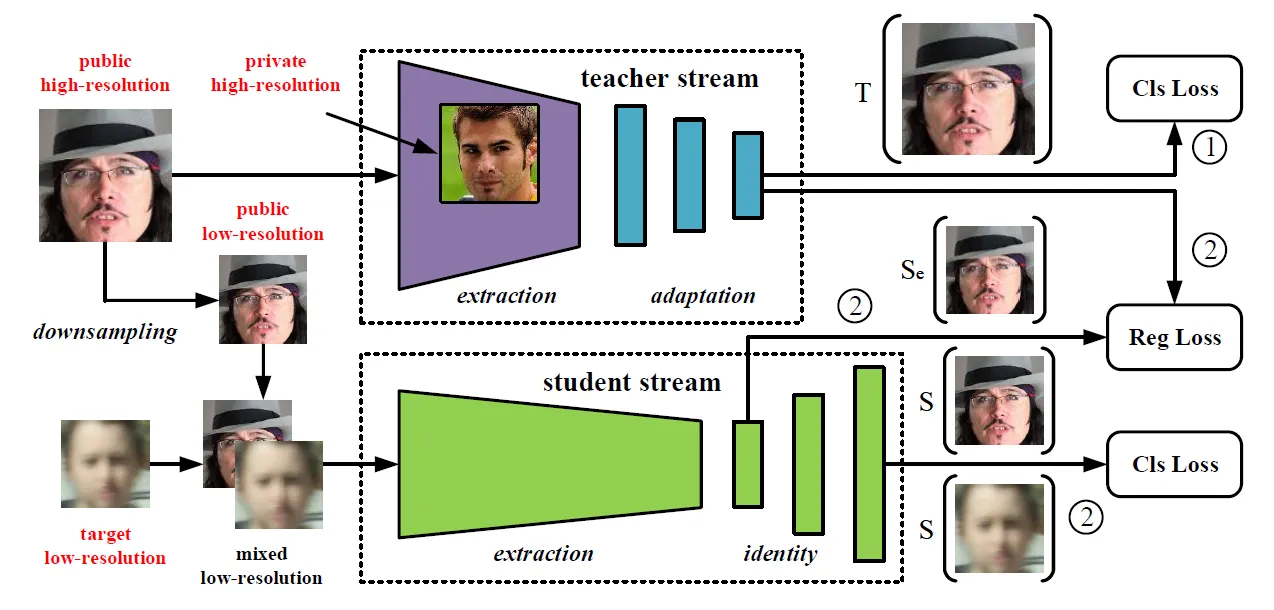 public
high-resolution
private
high-resolution
teacher stream
T
Cls Loss
1
public
low-resolution
extraction
adaptation
downsampling
Se
2
2
Reg Loss
student stream
S
target
low-resolution
mixed
low-resolution
extraction
identity
S
Cls Loss
2